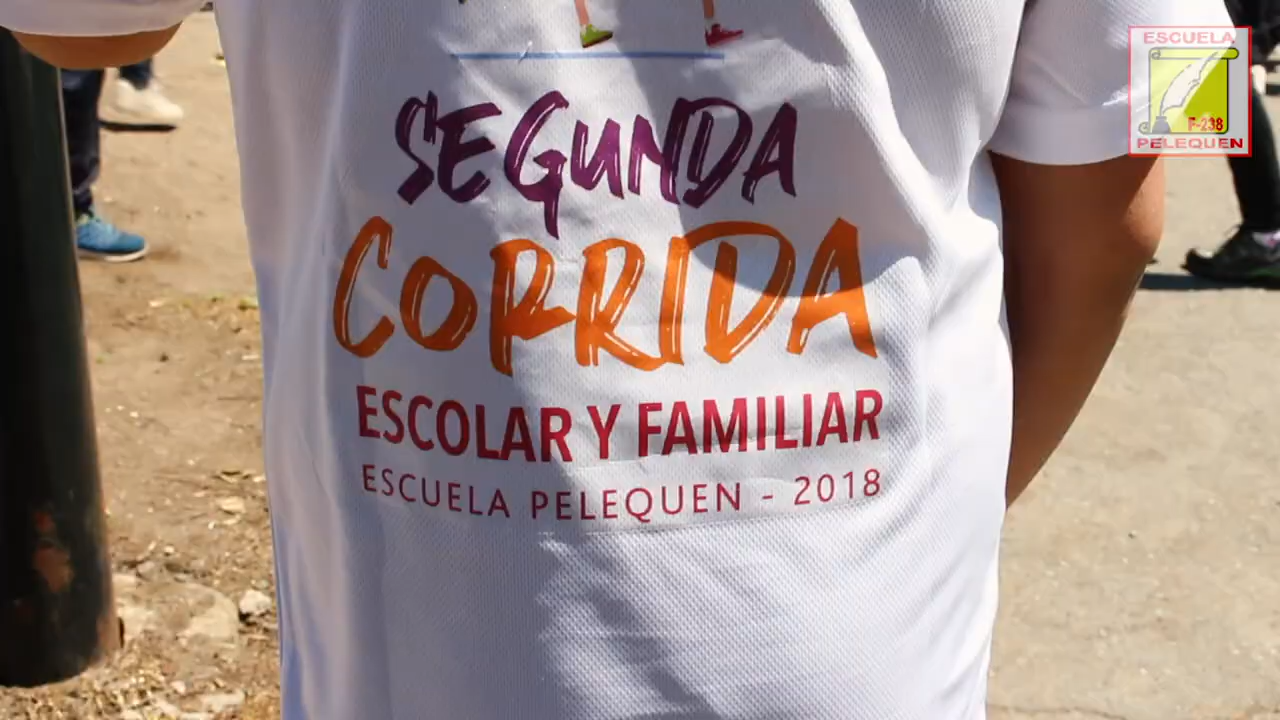 SEGUNDA
CORRIDA
ESCOLAR Y FAMILIAR
ESCUELA PELEQUEN - 2018
ESCUELA
F-238
PELEQUEN